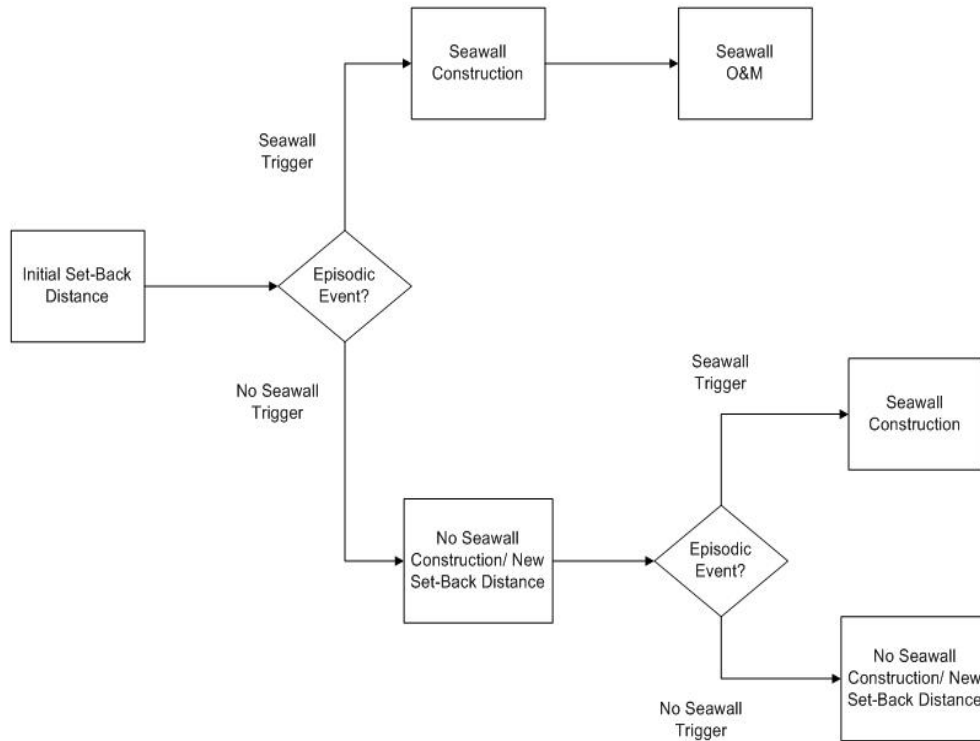 Seawall
Construction
Seawall
O&M
Seawall
Trigger
Initial Set-Back
Distance
Episodic
Event?
No Seawall
Trigger
Seawall
Trigger
Seawall
Construction
No Seawall
Construction/ New
Set-Back Distance
Episodic
Event?
No Seawall
Construction/ New
Set-Back Distance
No Seawall
Trigger